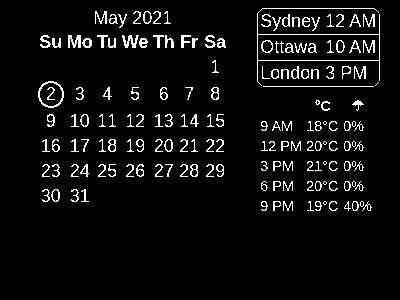 May 2021
Su Mo Tu We Th Fr Sa
1
2 3 4 5 6 7 8
9 10 11 12 13 14 15
16 17 18 19 20 21 22
23 24 25 26 27 28 29
30 31
Sydney 12 AM
Ottawa 10 AM
London 3 PM
°C ☂
9 AM 18°C 0%
12 PM 20°C 0%
3 PM 21°C 0%
6 PM 20°C 0%
9 PM 19°C 40%